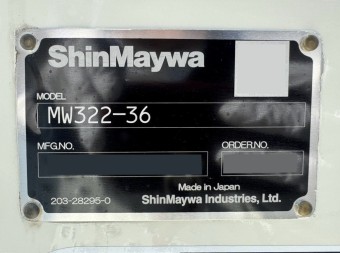 ShinMaywa
MODEL
MW322-36
MFG.NO.
ORDER.NO.
Made in Japan
203-28295-0
ShinMaywa Industries, Ltd.